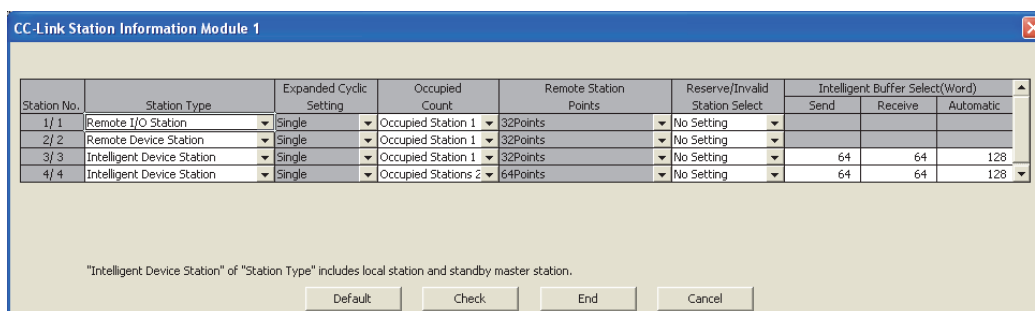 CC-Link Station Information Module 1
Expanded Cyclic Occupied Remote Station Reserve/Invalid Intelligent Buffer Select(Word)
Station No. Station Type Setting Count Points Station Select Send Receive Automatic
1/ 1 Remote I/O Station Single Occupied Station 1 32Points No Setting
2/ 2 Remote Device Station Single Occupied Station 1 32Points No Setting
3/ 3 Intelligent Device Station Single Occupied Station 1 32Points No Setting 64 64 128
4/ 4 Intelligent Device Station Single Occupied Stations 2 64Points No Setting 64 64 128
"Intelligent Device Station" of "Station Type" includes local station and standby master station.
Default Check End Cancel